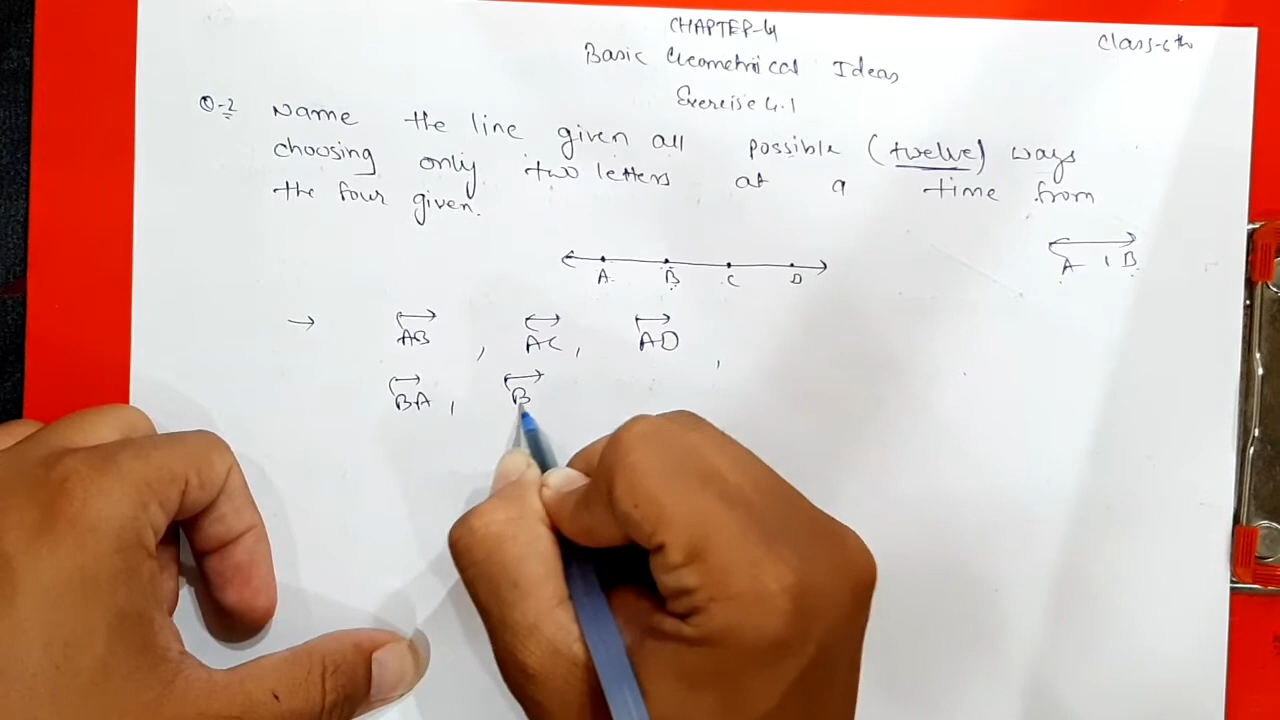 CHAPTER-4
Class-6th
Basic Geometrical Ideas
Exercise 4.1
Q-2 Name the line given all possible (twelve) ways
choosing only two letters at a time from
the four given.
A B C D
A , B
→ AB , AC , AD ,
BA , B